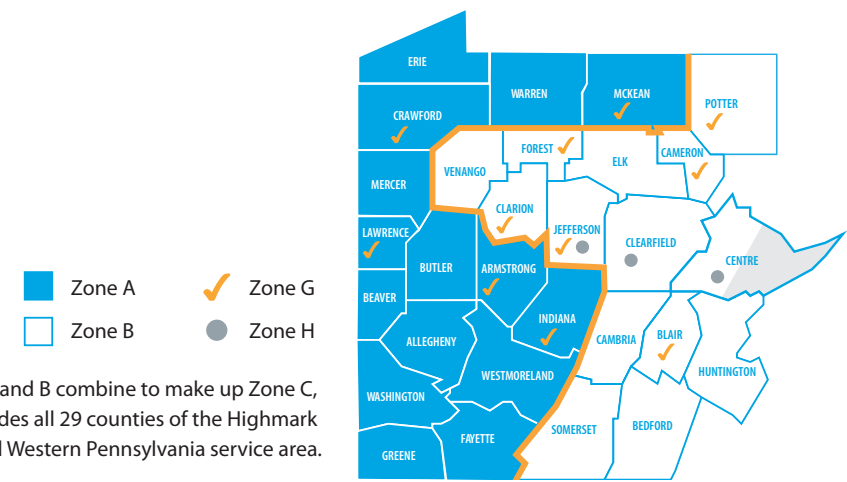 ERIE
WARREN
MCKEAN
POTTER
CRAWFORD
FOREST
ELK
CAMERON
VENANGO
MERCER
CLARION
LAWRENCE
JEFFERSON
CLEARFIELD
CENTRE
BUTLER
ARMSTRONG
BEAVER
INDIANA
ALLEGHENY
CAMBRIA
BLAIR
HUNTINGTON
WESTMORELAND
WASHINGTON
SOMERSET
BEDFORD
FAYETTE
GREENE
Zone A
Zone G
Zone B
Zone H
and B combine to make up Zone C,
des all 29 counties of the Highmark
Western Pennsylvania service area.